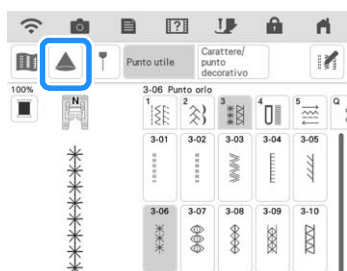 Punto utile
Carattere/
punto
decorativo
100%
3-06 Punto orlo
N
1 2 3 4 5 Q
3-01 3-02 3-03 3-04 3-05
3-06 3-07 3-08 3-09 3-10